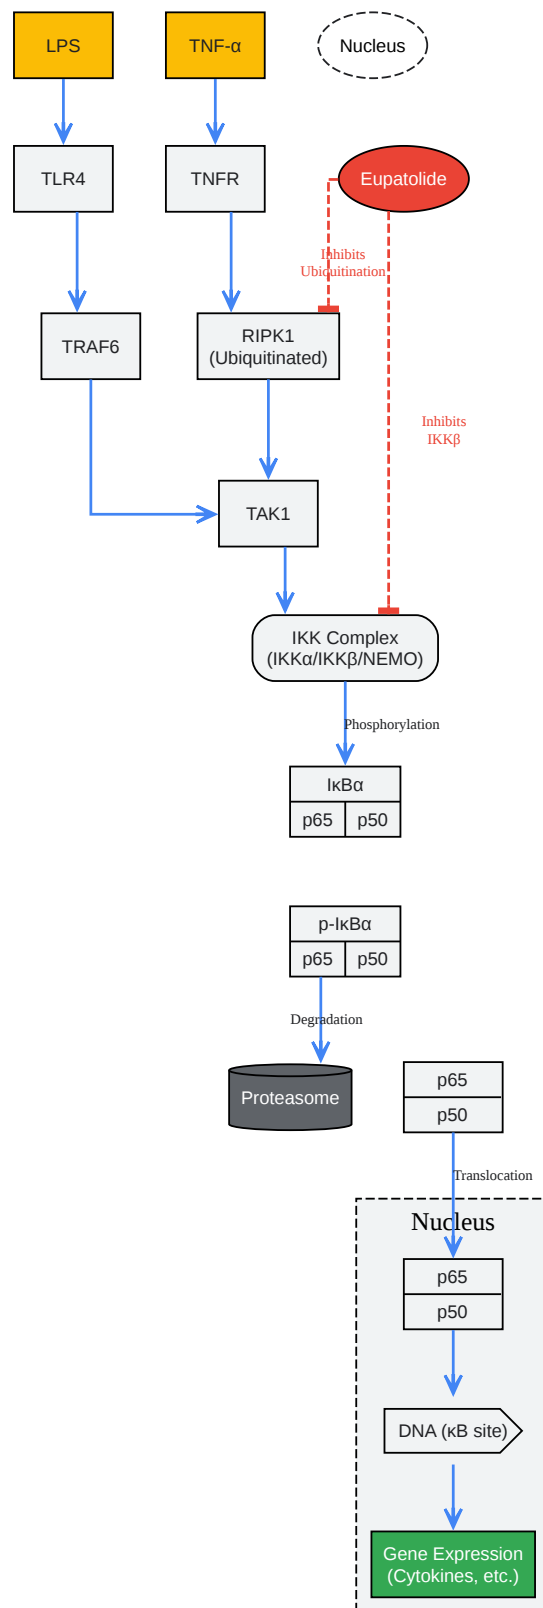 LPS
TNF-α
Nucleus
TLR4
TNFR
Eupatolide
Inhibits
Ubiquitination
TRAF6
RIPK1
(Ubiquitinated)
Inhibits
IKKβ
TAK1
IKK Complex
(IKKα/IKKβ/NEMO)
Phosphorylation
IκBα
p65
p50
p-IκBα
p65
p50
Degradation
Proteasome
p65
p50
Translocation
Nucleus
p65
p50
DNA (κB site)
Gene Expression
(Cytokines, etc.)